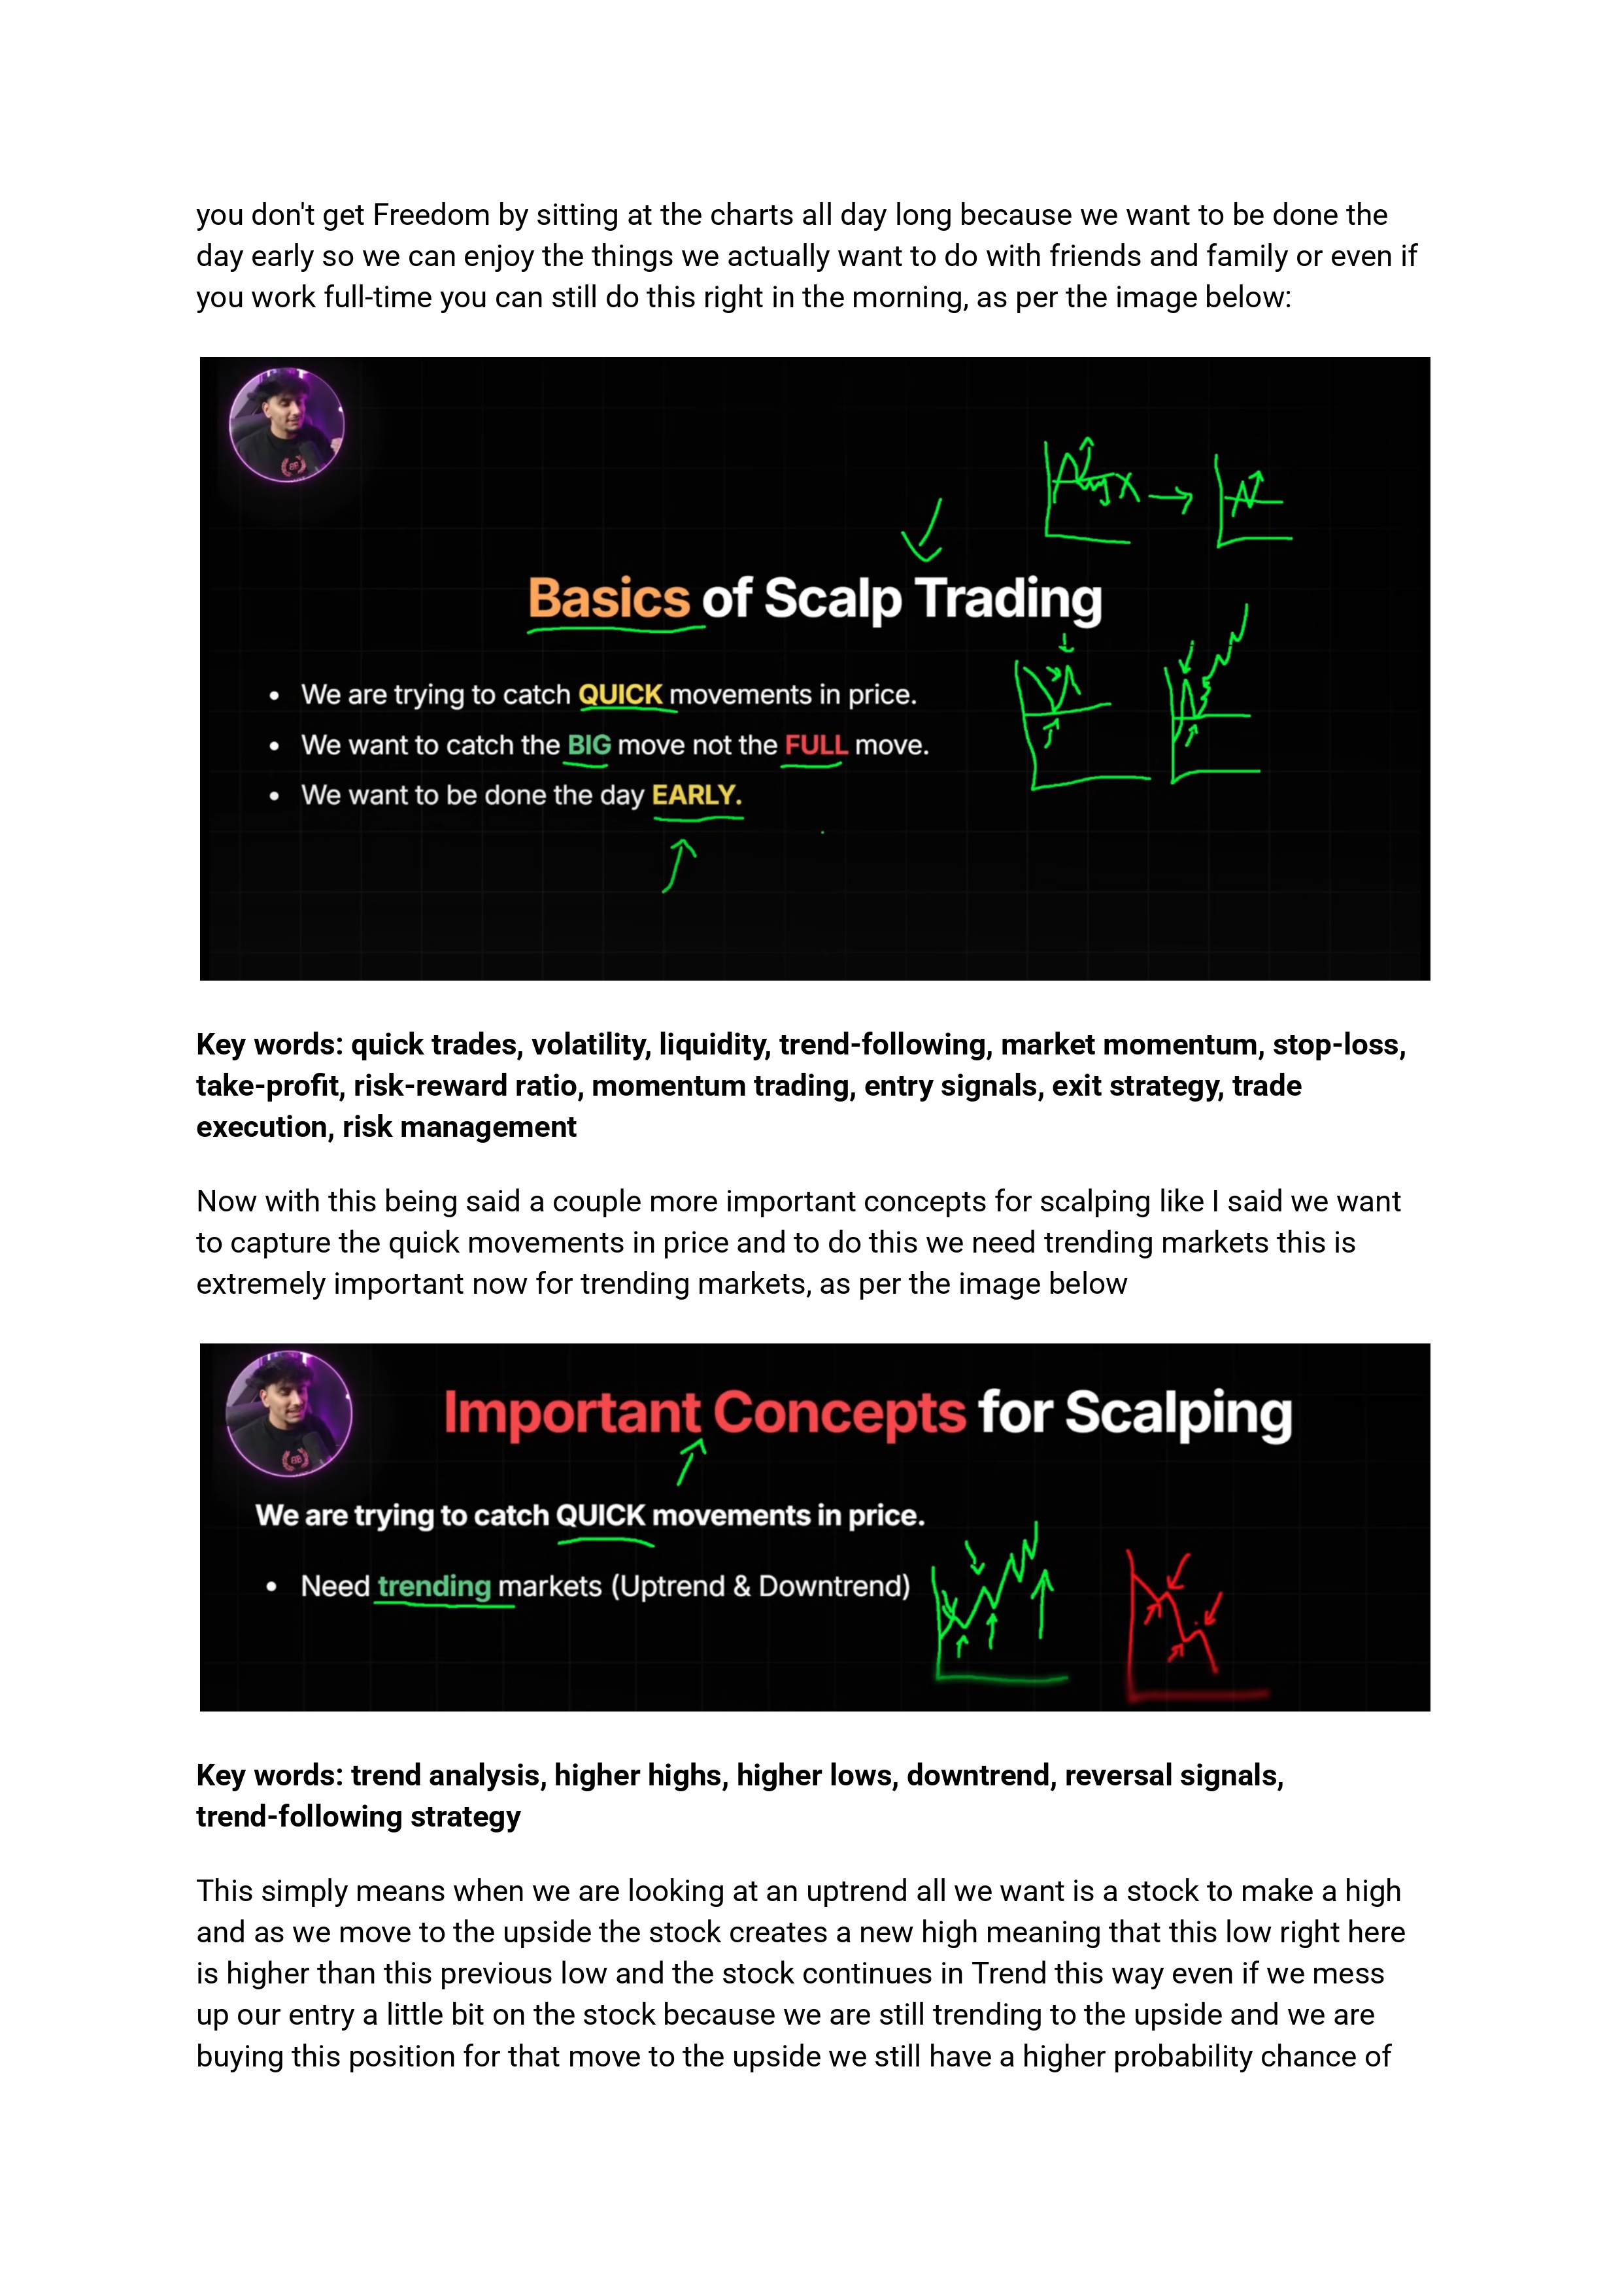 you don't get Freedom by sitting at the charts all day long because we want to be done the
day early so we can enjoy the things we actually want to do with friends and family or even if
you work full-time you can still do this right in the morning, as per the image below:
Basics of Scalp Trading
• We are trying to catch QUICK movements in price.
• We want to catch the BIG move not the FULL move.
• We want to be done the day EARLY.
Key words: quick trades, volatility, liquidity, trend-following, market momentum, stop-loss,
take-profit, risk-reward ratio, momentum trading, entry signals, exit strategy, trade
execution, risk management
Now with this being said a couple more important concepts for scalping like I said we want
to capture the quick movements in price and to do this we need trending markets this is
extremely important now for trending markets, as per the image below
Important Concepts for Scalping
We are trying to catch QUICK movements in price.
• Need trending markets (Uptrend & Downtrend)
Key words: trend analysis, higher highs, higher lows, downtrend, reversal signals,
trend-following strategy
This simply means when we are looking at an uptrend all we want is a stock to make a high
and as we move to the upside the stock creates a new high meaning that this low right here
is higher than this previous low and the stock continues in Trend this way even if we mess
up our entry a little bit on the stock because we are still trending to the upside and we are
buying this position for that move to the upside we still have a higher probability chance of